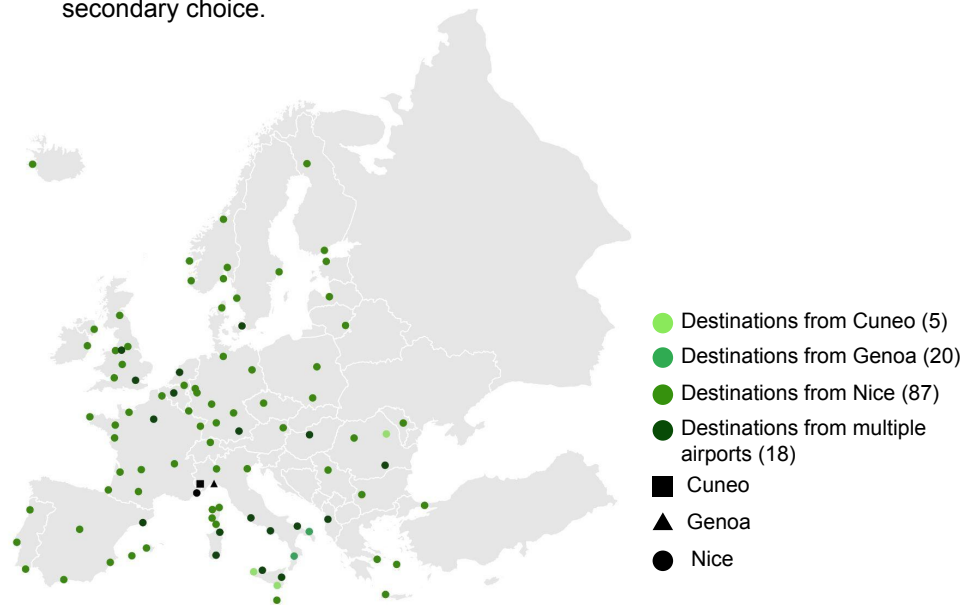 secondary choice.
Destinations from Cuneo (5)
Destinations from Genoa (20)
Destinations from Nice (87)
Destinations from multiple
airports (18)
Cuneo
Genoa
Nice